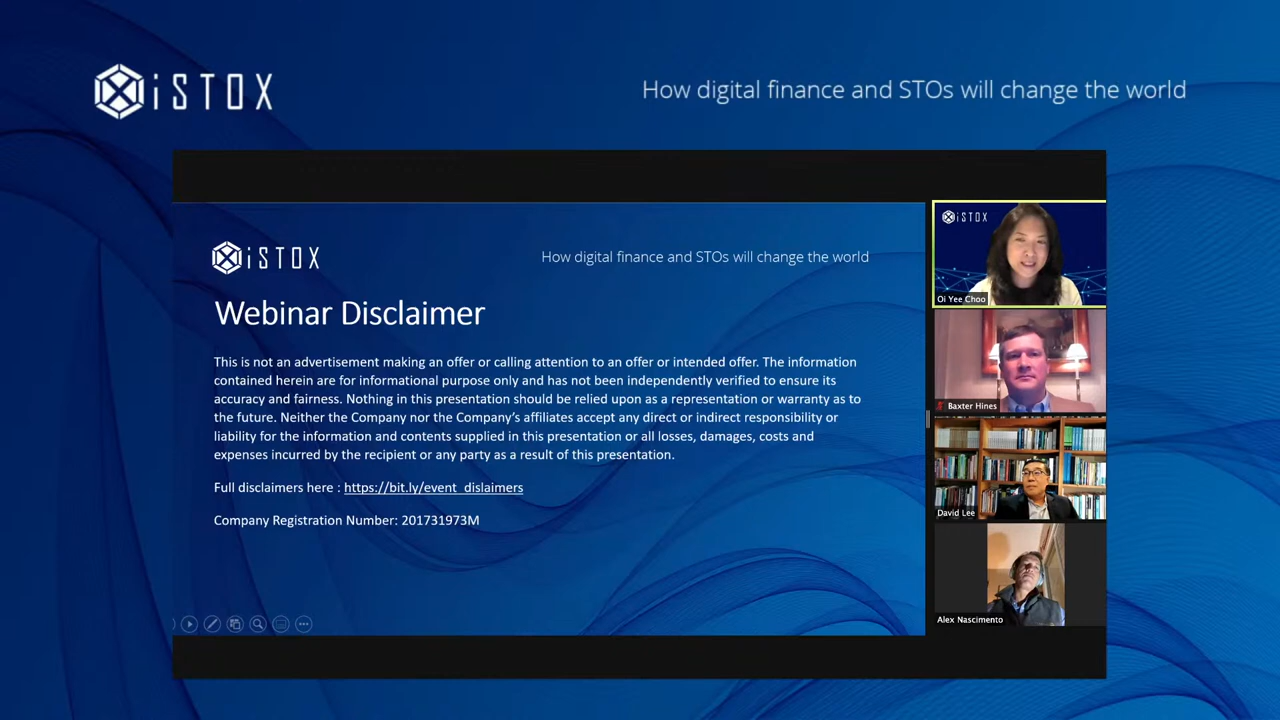 iSTOX
How digital finance and STOs will change the world
iSTOX
How digital finance and STOs will change the world
Webinar Disclaimer
This is not an advertisement making an offer or calling attention to an offer or intended offer. The information
contained herein are for informational purpose only and has not been independently verified to ensure its
accuracy and fairness. Nothing in this presentation should be relied upon as a representation or warranty as to
the future. Neither the Company nor the Company's affiliates accept any direct or indirect responsibility or
liability for the information and contents supplied in this presentation or all losses, damages, costs and
expenses incurred by the recipient or any party as a result of this presentation.
Full disclaimers here : https://bit.ly/event_dislaimers
Company Registration Number: 201731973M
iSTOX
Oi Yee Choo
Baxter Hines
David Lee
Alex Nascimento